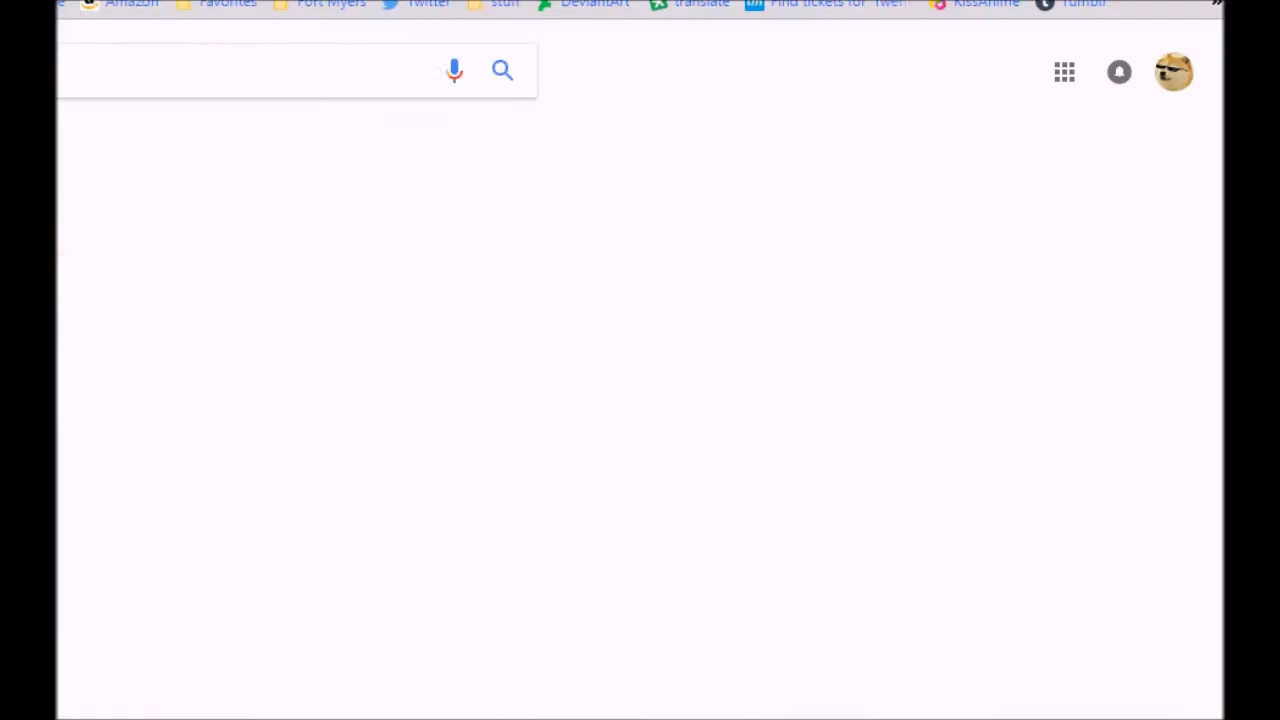 e Amazon Favorites Fort Myers Twitter stuff DeviantArt translate Find tickets for 'Twen KissAnime Tumblr »